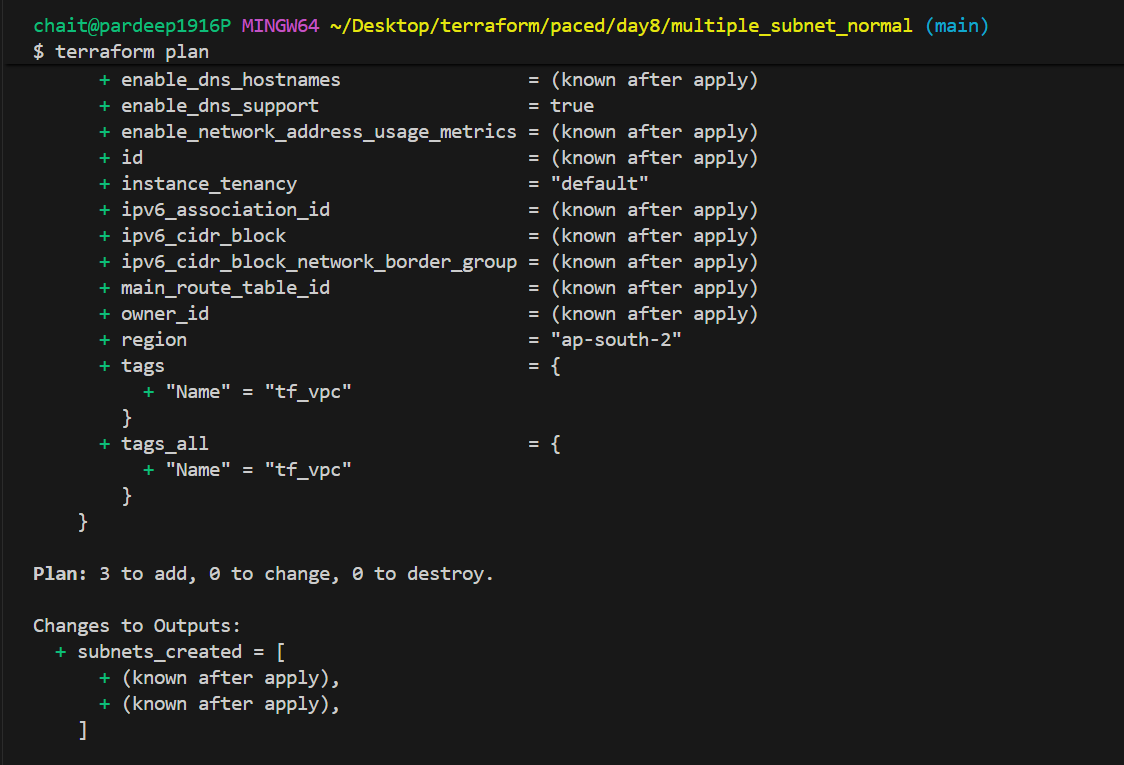 chait@pardeep1916P MINGW64 ~/Desktop/terraform/paced/day8/multiple_subnet_normal (main)
$ terraform plan
      + enable_dns_hostnames                 = (known after apply)
      + enable_dns_support                   = true
      + enable_network_address_usage_metrics = (known after apply)
      + id                                   = (known after apply)
      + instance_tenancy                     = "default"
      + ipv6_association_id                  = (known after apply)
      + ipv6_cidr_block                      = (known after apply)
      + ipv6_cidr_block_network_border_group = (known after apply)
      + main_route_table_id                  = (known after apply)
      + owner_id                             = (known after apply)
      + region                               = "ap-south-2"
      + tags                                 = {
          + "Name" = "tf_vpc"
        }
      + tags_all                             = {
          + "Name" = "tf_vpc"
        }
    }
Plan: 3 to add, 0 to change, 0 to destroy.
Changes to Outputs:
  + subnets_created = [
      + (known after apply),
      + (known after apply),
    ]